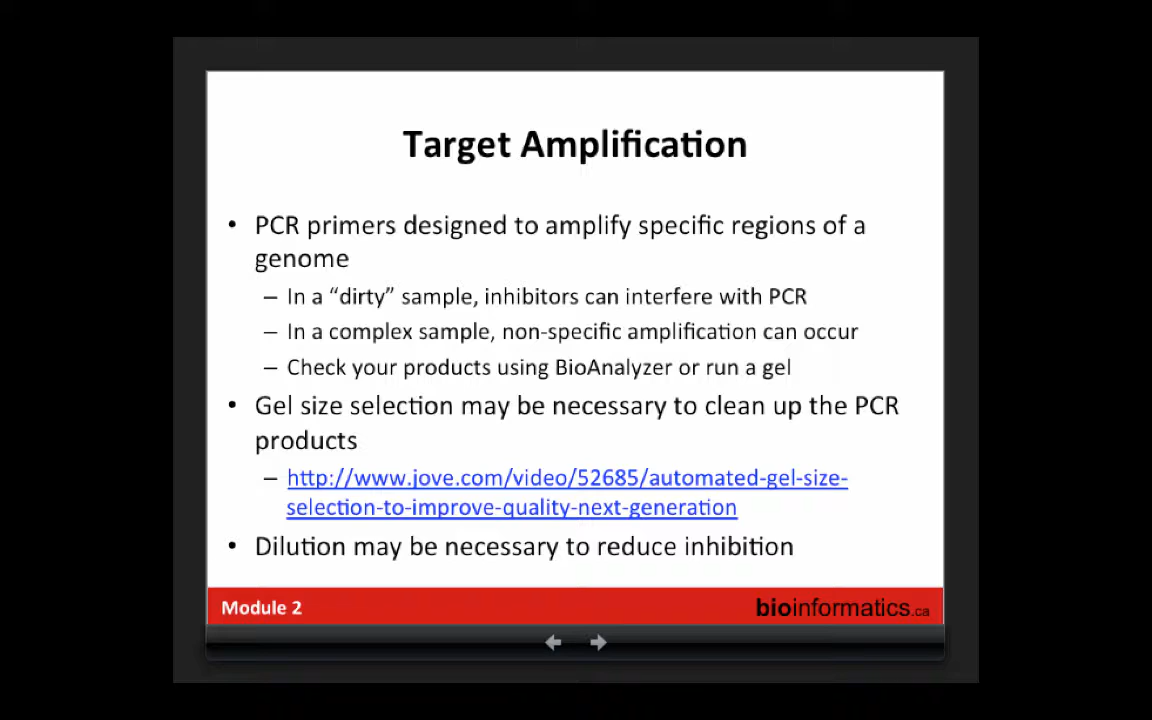 Target Amplification
• PCR primers designed to amplify specific regions of a
genome
– In a “dirty” sample, inhibitors can interfere with PCR
– In a complex sample, non-specific amplification can occur
– Check your products using BioAnalyzer or run a gel
• Gel size selection may be necessary to clean up the PCR
products
– http://www.jove.com/video/52685/automated-gel-size-
selection-to-improve-quality-next-generation
• Dilution may be necessary to reduce inhibition
Module 2
bioinformatics.ca